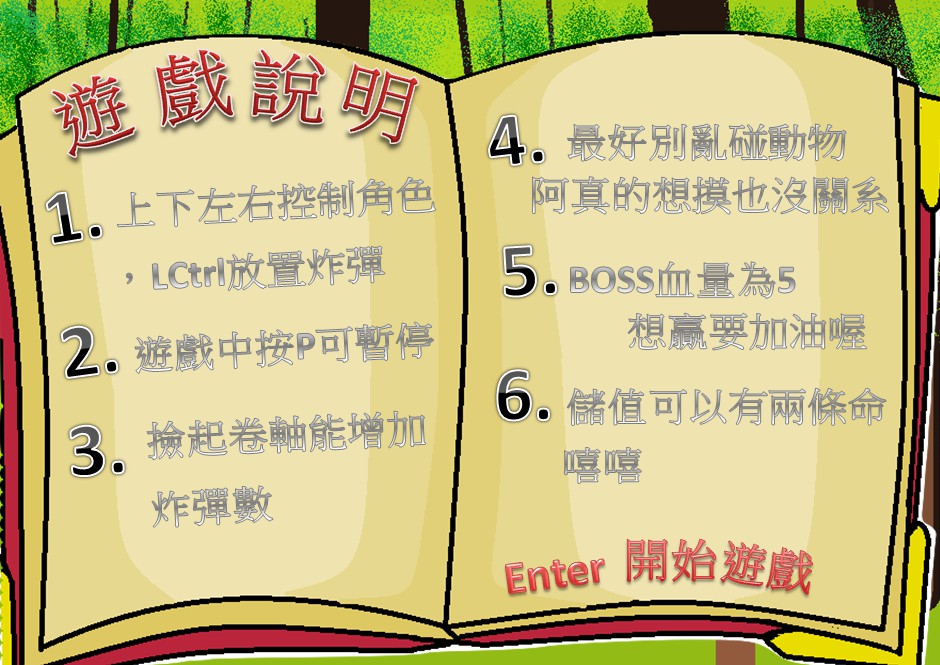 遊戲說明
1. 上下左右控制角色
，LCtrl放置炸彈
2. 遊戲中按P可暫停
3. 撿起卷軸能增加
炸彈數
4. 最好別亂碰動物
阿真的想摸也沒關系
5. BOSS血量為5
想贏要加油喔
6. 儲值可以有兩條命
嘻嘻
Enter 開始遊戲